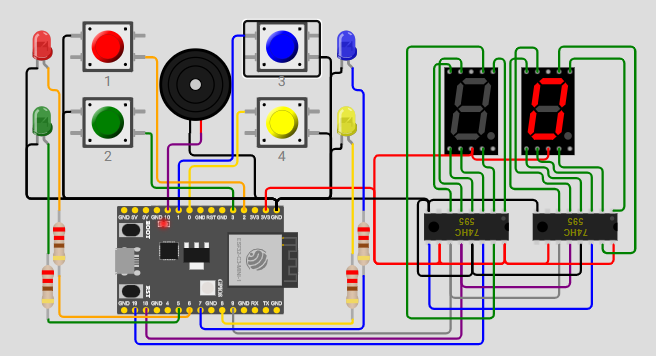 1
3
2
4
GND 5V 5V GND 10 1 0 GND RST GND 3 2 3V3 3V3 GND
BOOT
RST
GND 19 18 GND 4 5 6 7 GND 8 9 GND RX TX GND
74HC
595
74HC
595